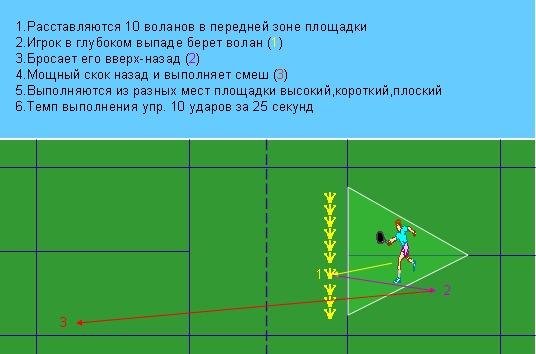 1.Расставляются 10 воланов в передней зоне площадки
2.Игрок в глубоком выпаде берет волан (1)
3.Бросает его вверх-назад (2)
4.Мощный скок назад и выполняет смеш (3)
5.Выполняются из разных мест площадки высокий,короткий,плоский
6.Темп выполнения упр. 10 ударов за 25 секунд
1
2
3